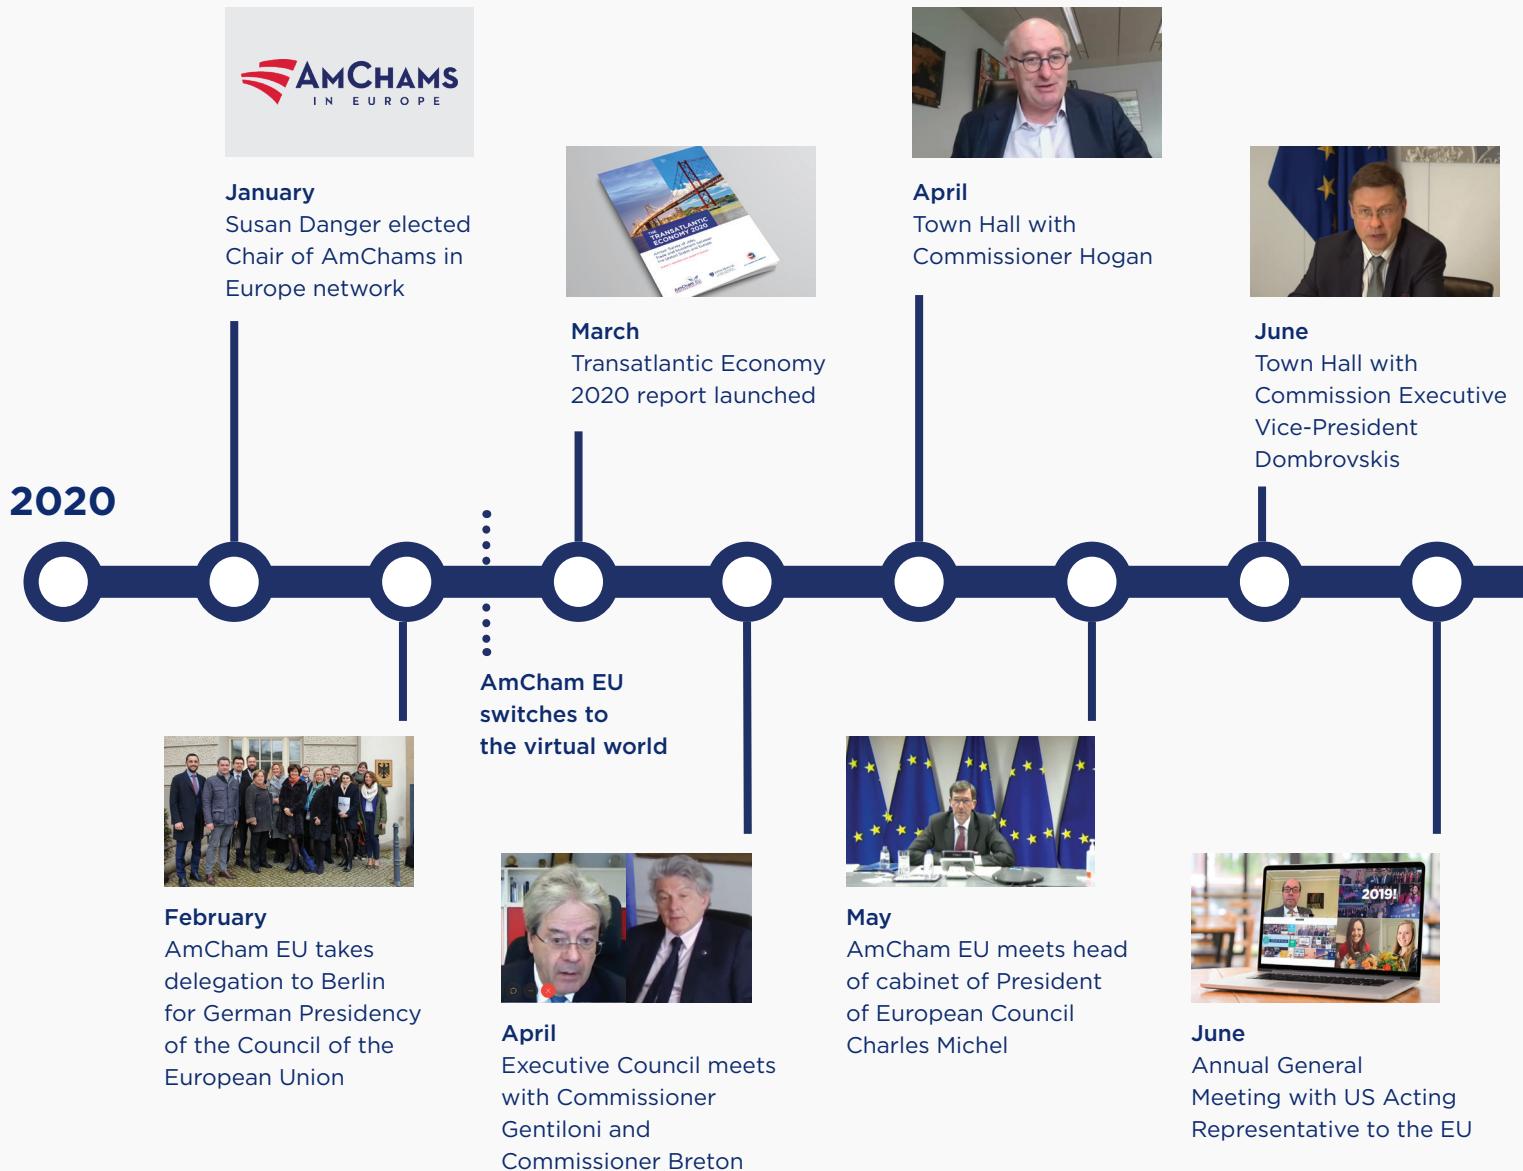 AMCHAMS
IN EUROPE
January
Susan Danger elected
Chair of AmChams in
Europe network
THE
TRANSATLANTIC
ECONOMY 2020
March
Transatlantic Economy
2020 report launched
April
Town Hall with
Commissioner Hogan
June
Town Hall with
Commission Executive
Vice-President
Dombrovskis
2020
AmCham EU
switches to
the virtual world
February
AmCham EU takes
delegation to Berlin
for German Presidency
of the Council of the
European Union
April
Executive Council meets
with Commissioner
Gentiloni and
Commissioner Breton
May
AmCham EU meets head
of cabinet of President
of European Council
Charles Michel
2019!
June
Annual General
Meeting with US Acting
Representative to the EU